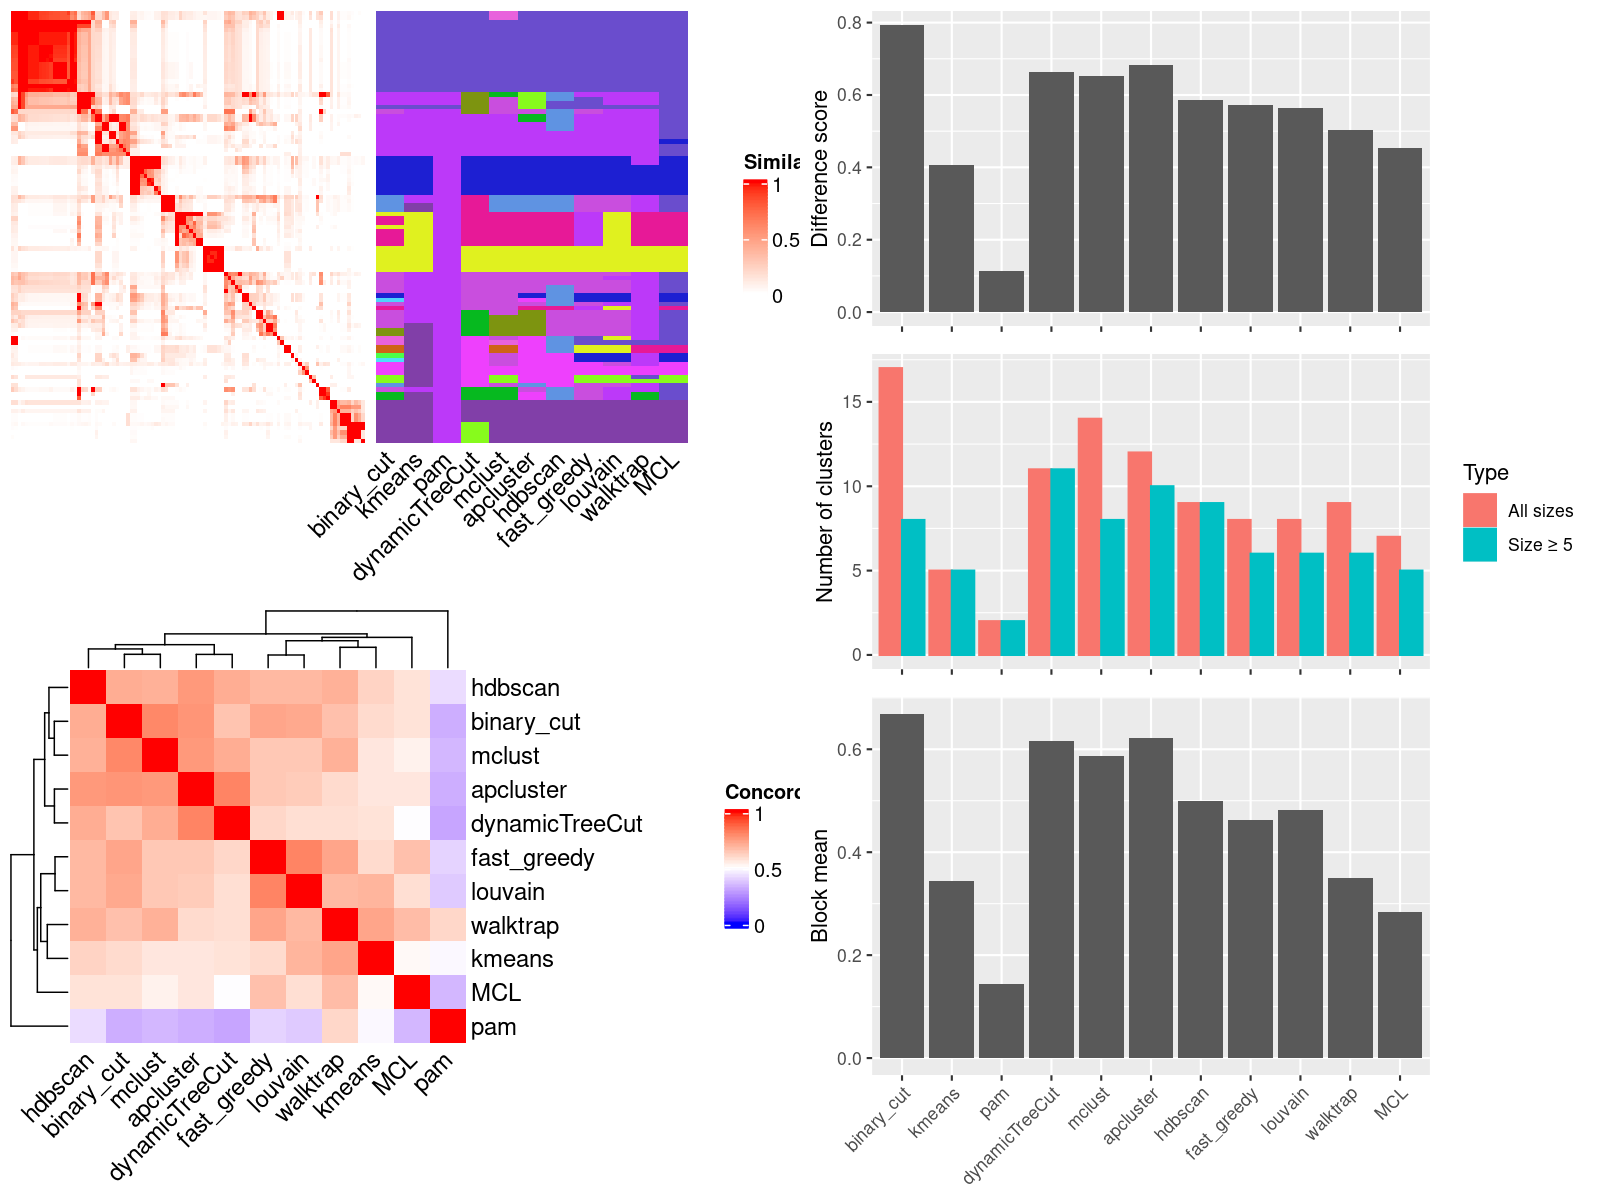 Simila
1
0.5
0
binary_cut
kmeans
pam
dynamicTreeCut
mclust
apcluster
hdbscan
fast_greedy
louvain
walktrap
MCL
hdbscan
binary_cut
mclust
apcluster
dynamicTreeCut
fast_greedy
louvain
walktrap
kmeans
MCL
pam
Concord
1
0.5
0
hdbscan
binary_cut
mclust
apcluster
dynamicTreeCut
fast_greedy
louvain
walktrap
kmeans
MCL
pam
Difference score
0.8
0.6
0.4
0.2
0.0
Number of clusters
15
10
5
0
Type
All sizes
Size ≥ 5
Block mean
0.6
0.4
0.2
0.0
binary_cut
kmeans
pam
dynamicTreeCut
mclust
apcluster
hdbscan
fast_greedy
louvain
walktrap
MCL